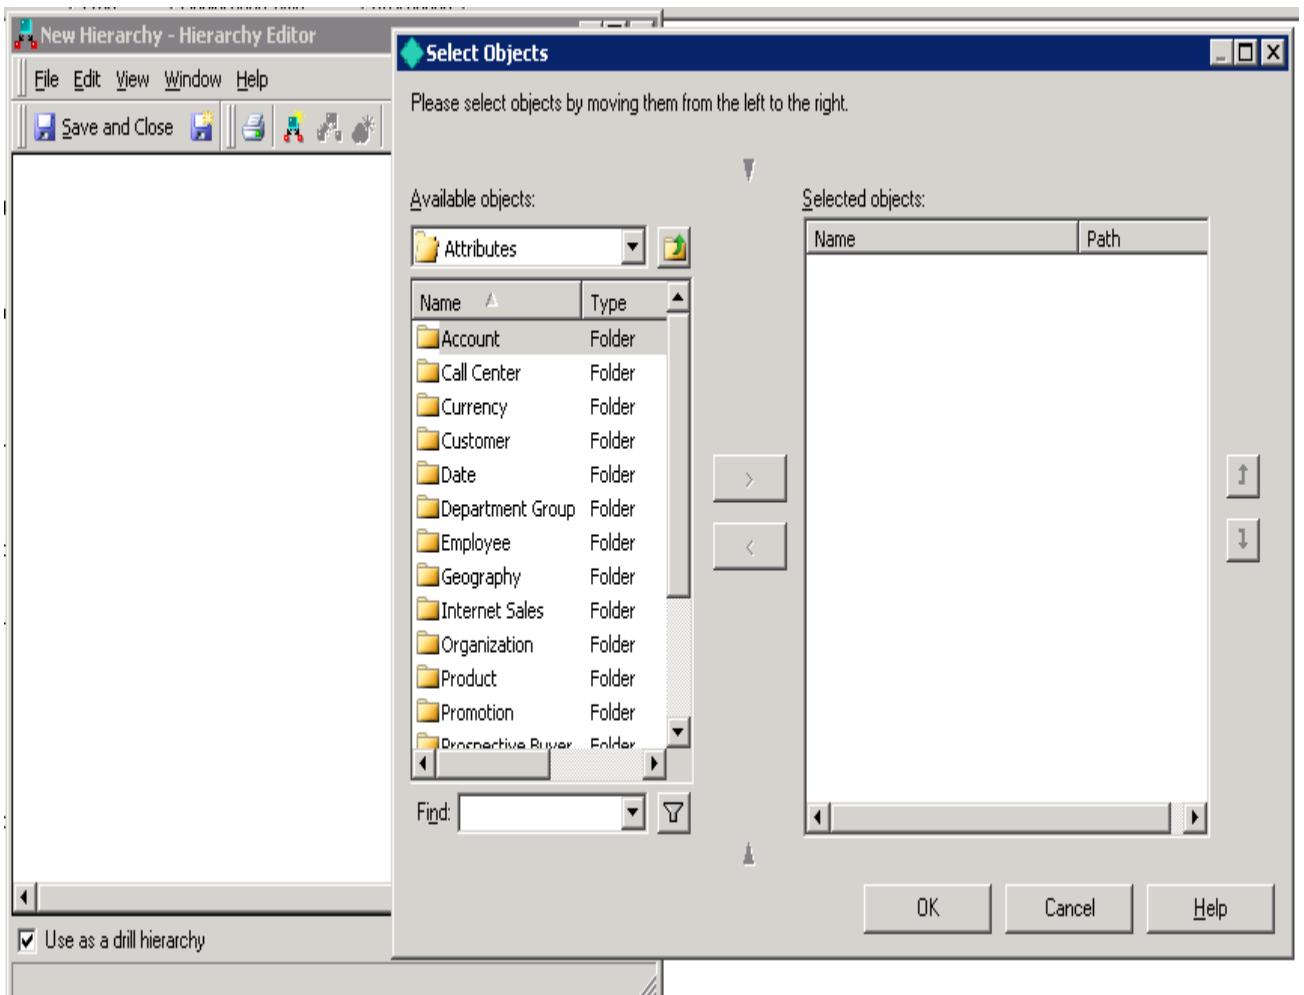 New Hierarchy - Hierarchy Editor
File Edit View Window Help
Save and Close
Use as a drill hierarchy
Select Objects
Please select objects by moving them from the left to the right.
Available objects:
Attributes
Name Type
Account Folder
Call Center Folder
Currency Folder
Customer Folder
Date Folder
Department Group Folder
Employee Folder
Geography Folder
Internet Sales Folder
Organization Folder
Product Folder
Promotion Folder
Prospective Buyer Folder
Find:
>
<
Selected objects:
Name Path
OK Cancel Help